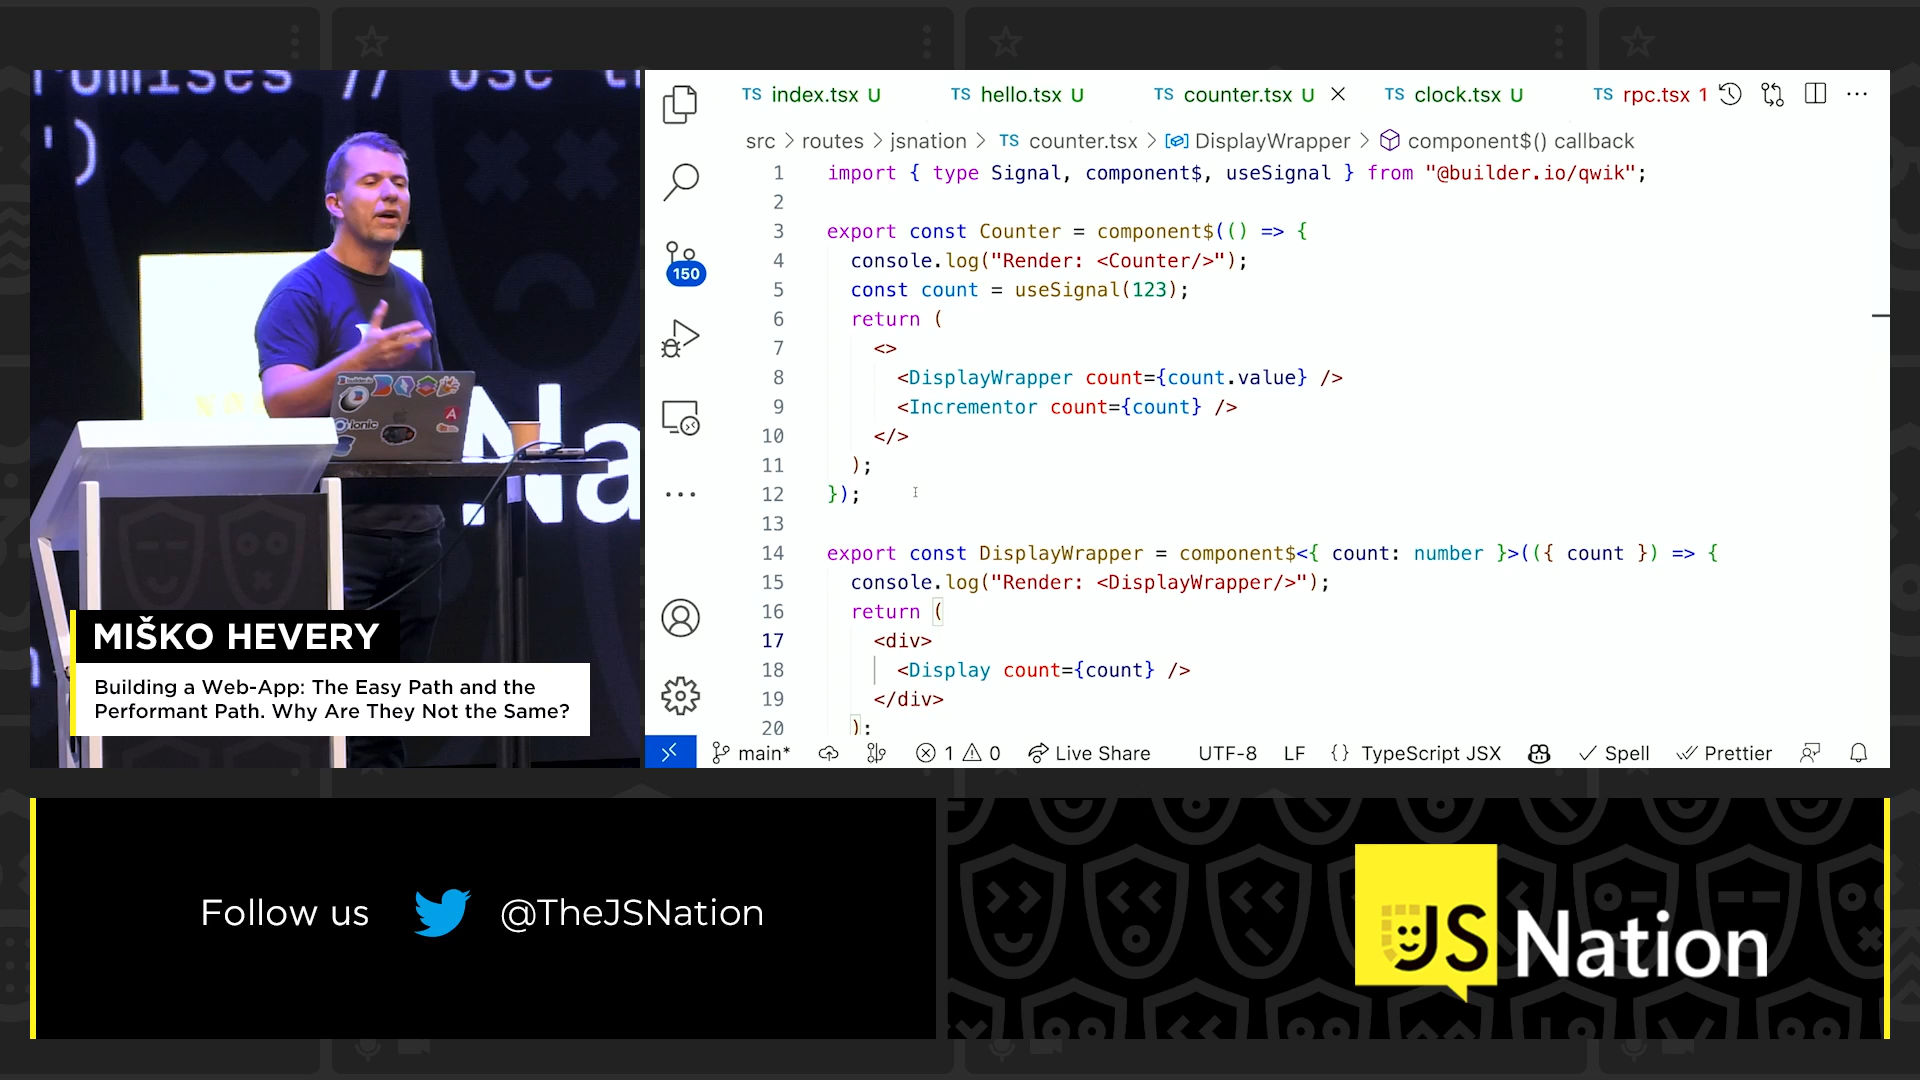 romises // use t
')
Na
ionic
MIŠKO HEVERY
Building a Web-App: The Easy Path and the
Performant Path. Why Are They Not the Same?
TS index.tsx U TS hello.tsx U TS counter.tsx U TS clock.tsx U TS rpc.tsx 1
src > routes > jsnation > TS counter.tsx > DisplayWrapper > component$() callback
1 import { type Signal, component$, useSignal } from "@builder.io/qwik";
2
3 export const Counter = component$(() => {
4 console.log("Render: <Counter/>");
5 const count = useSignal(123);
6 return (
7 <>
8 <DisplayWrapper count={count.value} />
9 <Incrementor count={count} />
10 </>
11 );
12 });
13
14 export const DisplayWrapper = component$<{ count: number }>(({ count }) => {
15 console.log("Render: <DisplayWrapper/>");
16 return (
17 <div>
18 <Display count={count} />
19 </div>
20 );
150
main* 1 0 Live Share UTF-8 LF {} TypeScript JSX Spell Prettier
Follow us @TheJSNation
JS Nation